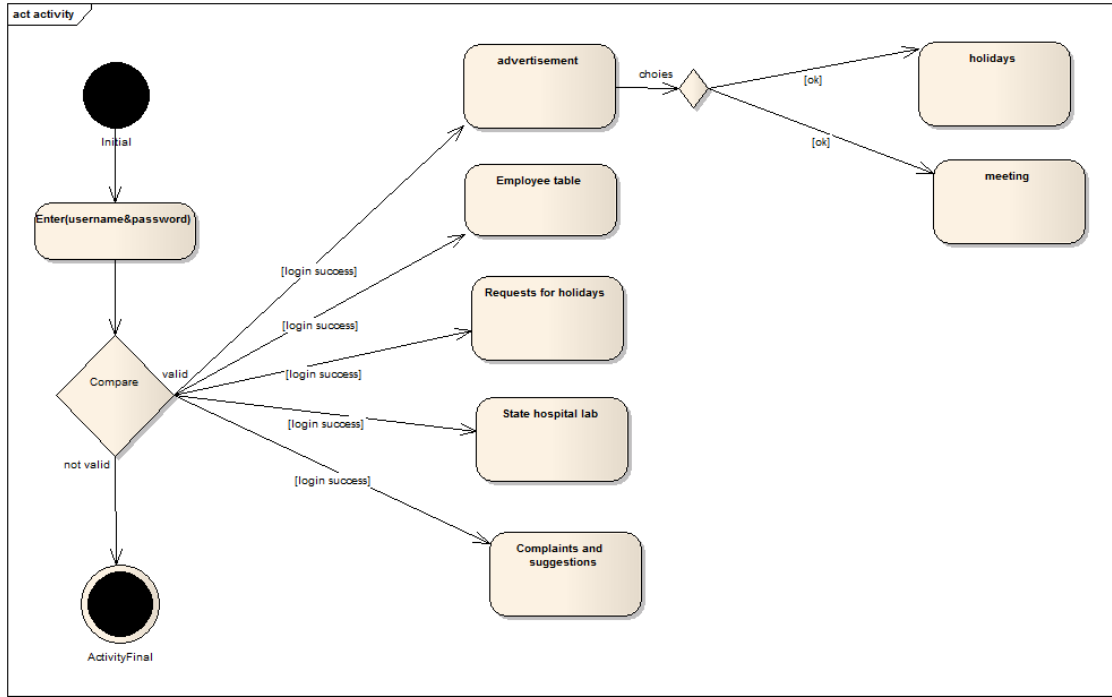 act activity
Initial
Enter(username&password)
Compare
valid
not valid
ActivityFinal
[login success]
[login success]
[login success]
[login success]
[login success]
advertisement
Employee table
Requests for holidays
State hospital lab
Complaints and
suggestions
choies
[ok]
[ok]
holidays
meeting